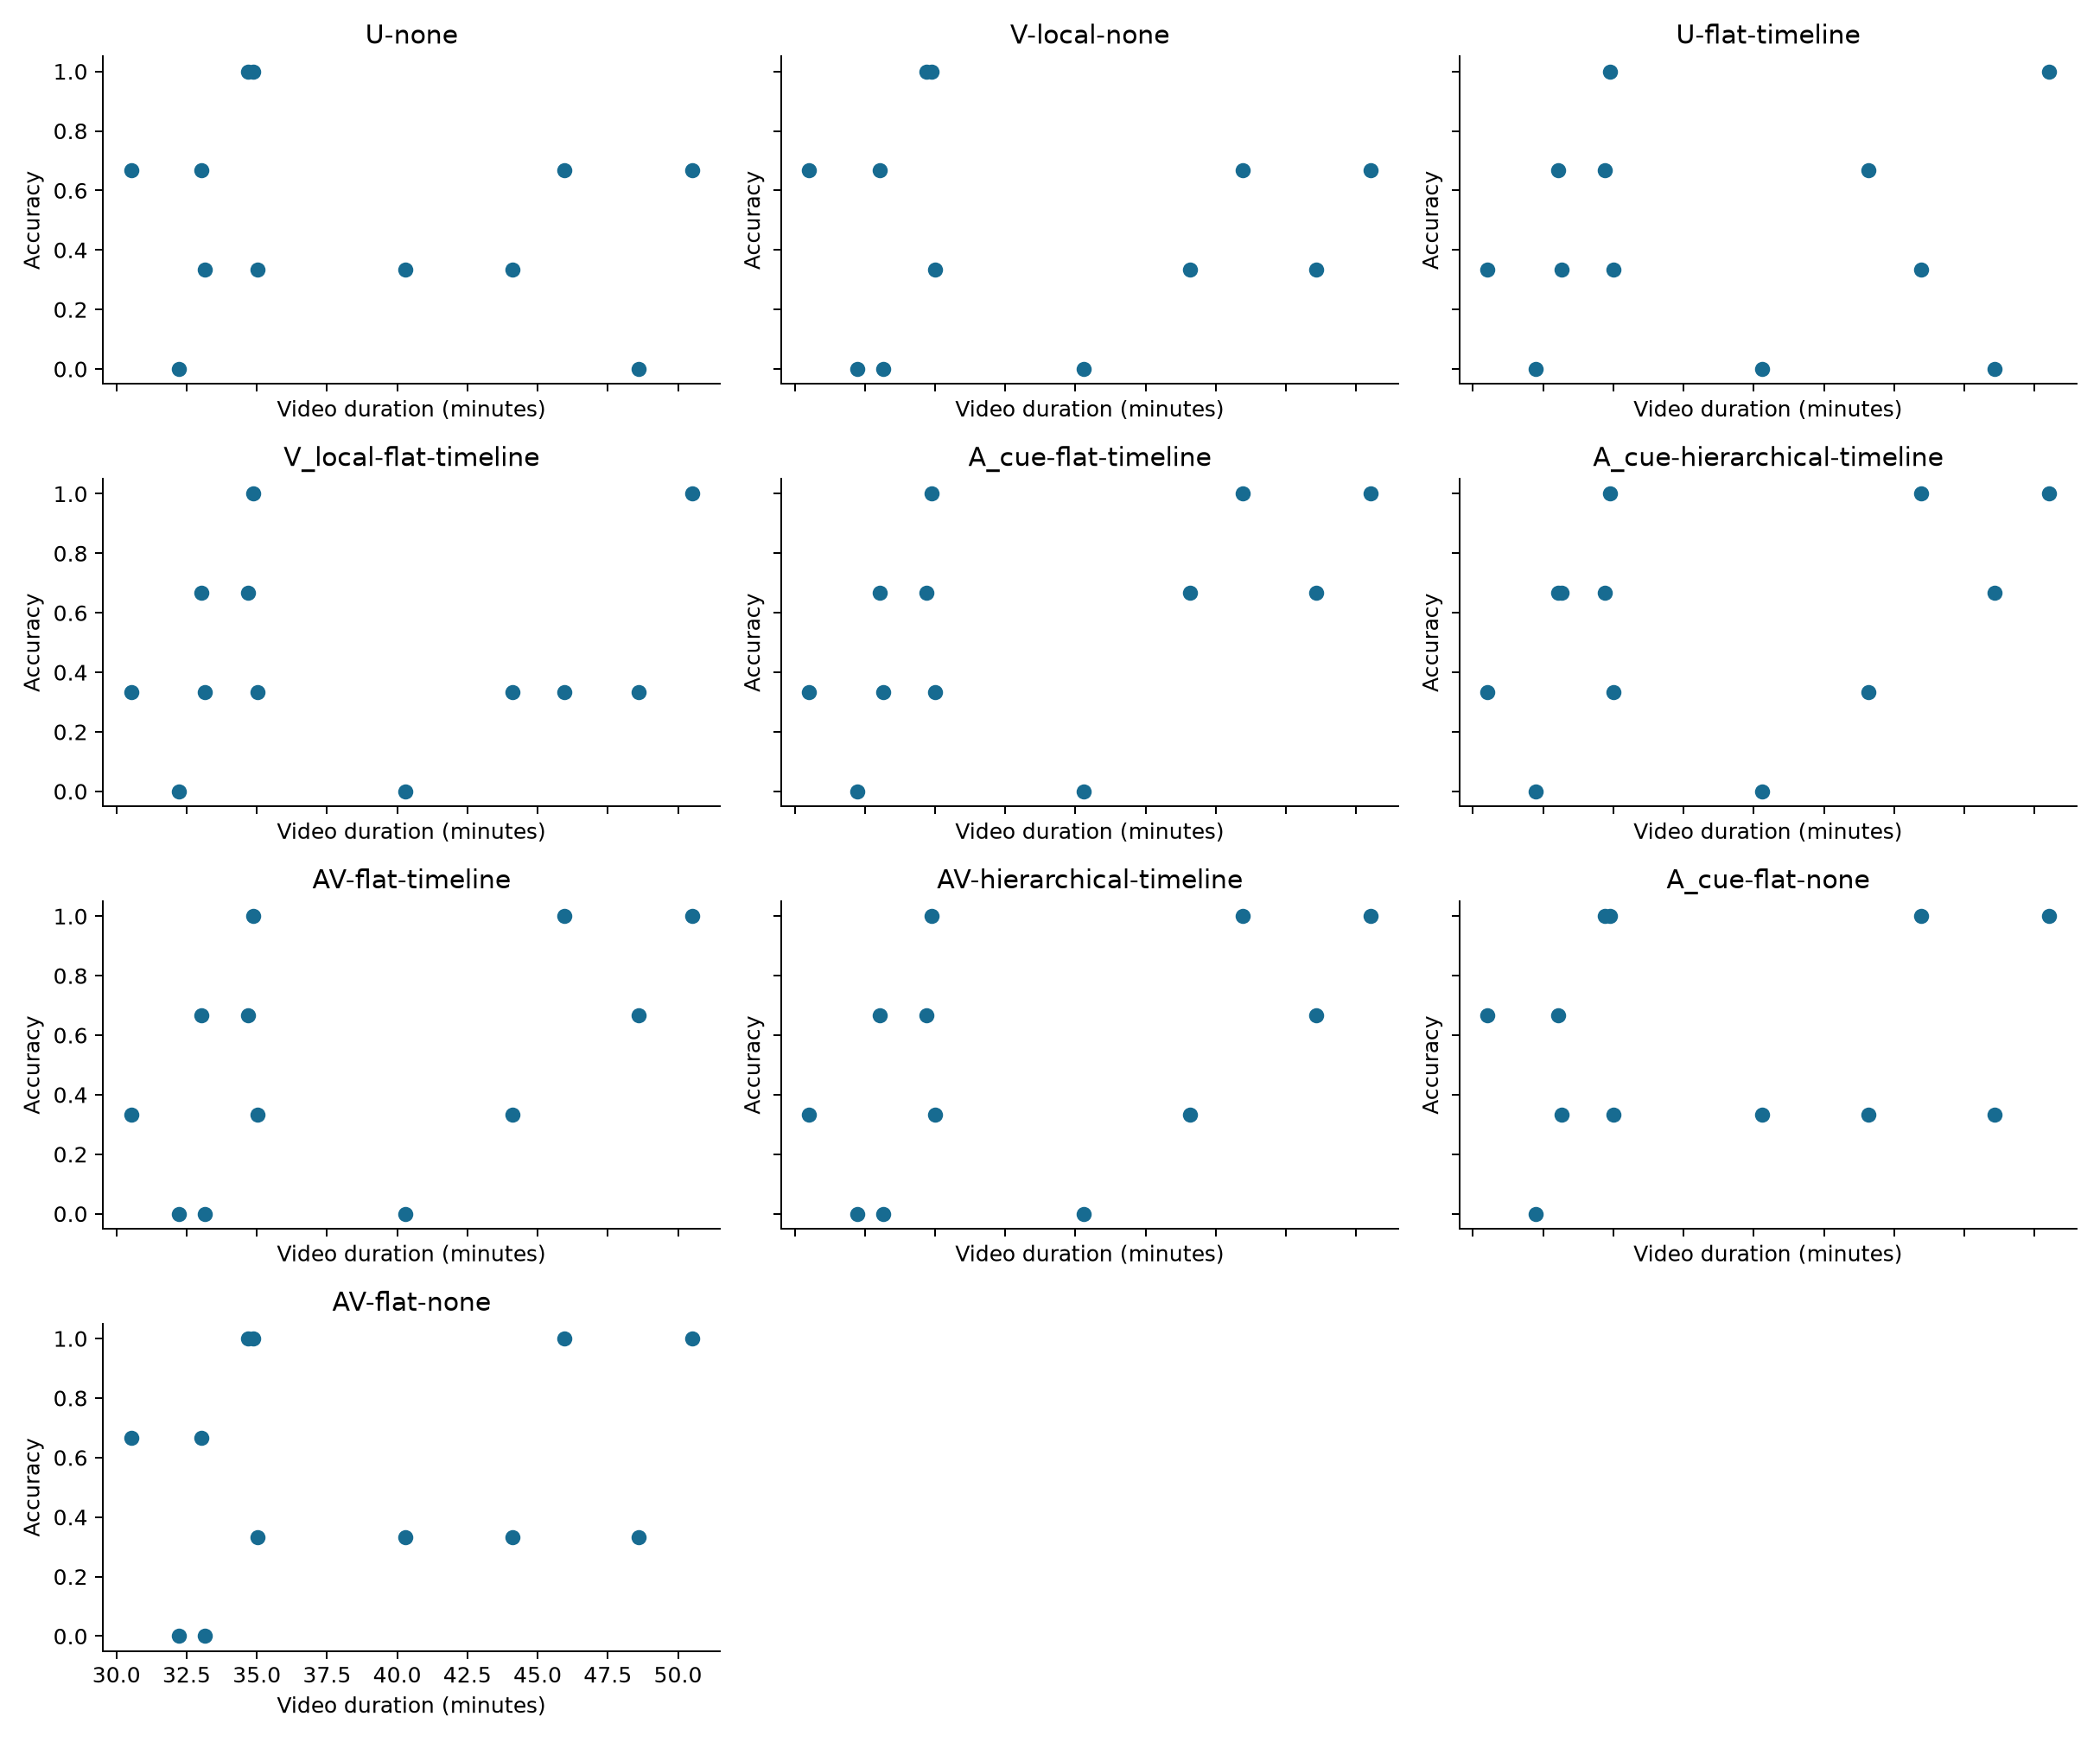 U-none
V-local-none
U-flat-timeline
1.0
0.8
0.6
0.4
0.2
0.0
Accuracy
Accuracy
Accuracy
Video duration (minutes)
Video duration (minutes)
Video duration (minutes)
V_local-flat-timeline
A_cue-flat-timeline
A_cue-hierarchical-timeline
1.0
0.8
0.6
0.4
0.2
0.0
Accuracy
Accuracy
Accuracy
Video duration (minutes)
Video duration (minutes)
Video duration (minutes)
AV-flat-timeline
AV-hierarchical-timeline
A_cue-flat-none
1.0
0.8
0.6
0.4
0.2
0.0
Accuracy
Accuracy
Accuracy
Video duration (minutes)
Video duration (minutes)
Video duration (minutes)
AV-flat-none
1.0
0.8
0.6
0.4
0.2
0.0
Accuracy
30.0 32.5 35.0 37.5 40.0 42.5 45.0 47.5 50.0
Video duration (minutes)